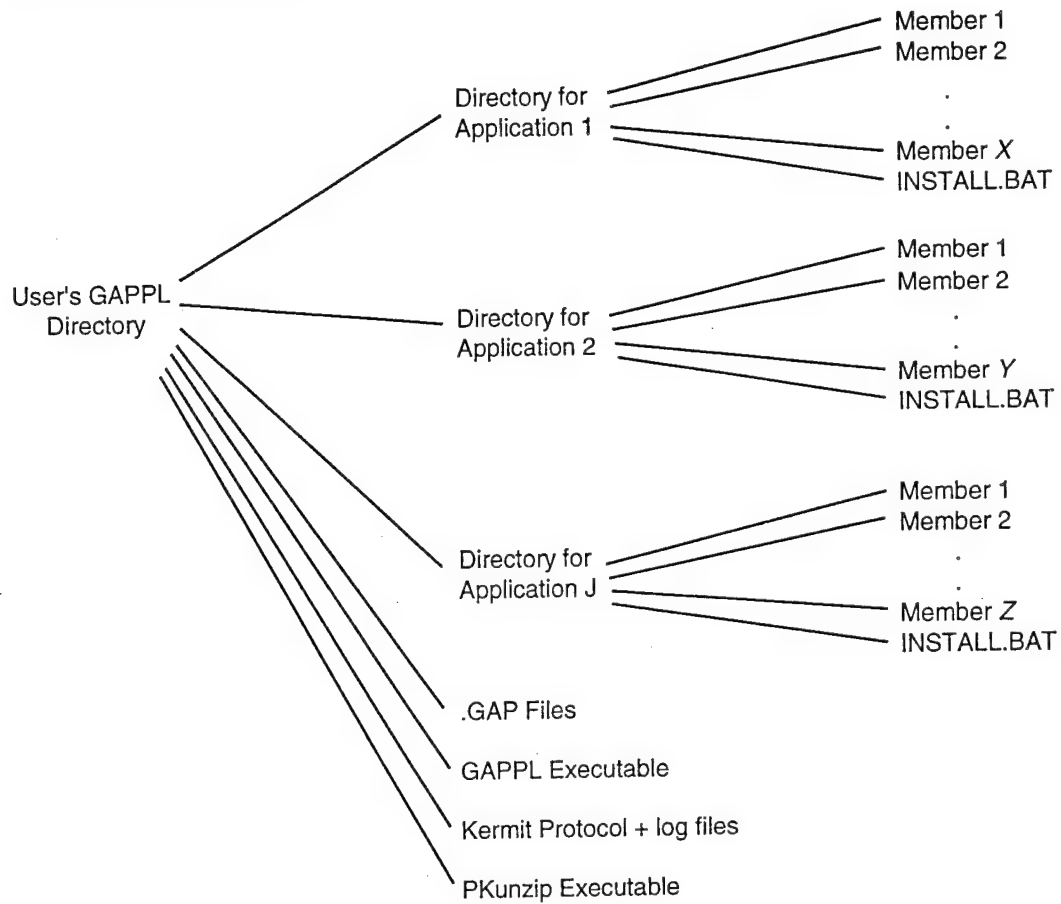 Member 1
Member 2
Directory for
Application 1
Member X
INSTALL.BAT
User's GAPPL
Directory
Member 1
Member 2
Directory for
Application 2
Member Y
INSTALL.BAT
Member 1
Member 2
Directory for
Application J
Member Z
INSTALL.BAT
.GAP Files
GAPPL Executable
Kermit Protocol + log files
PKunzip Executable